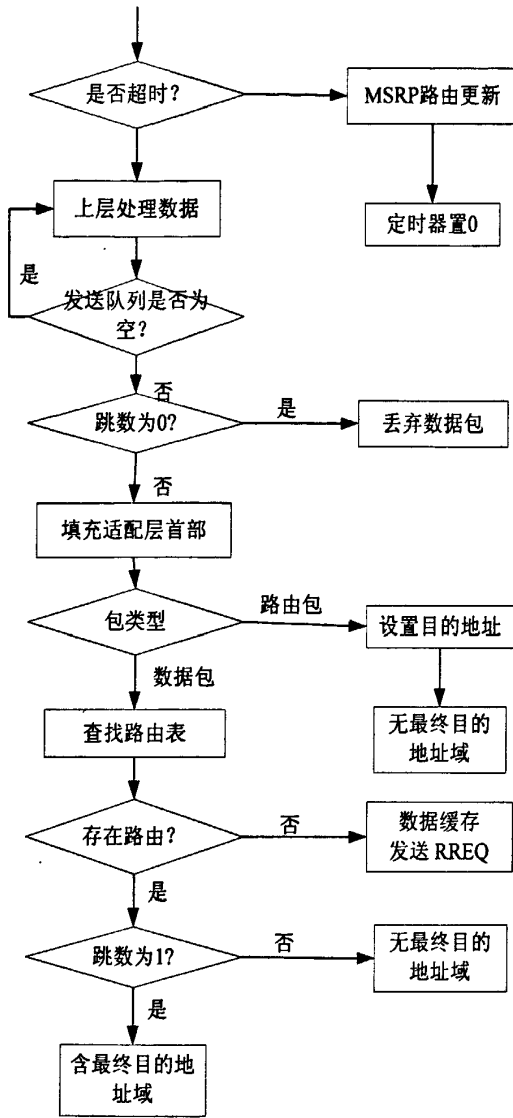 是否超时？
MSRP路由更新
上层处理数据
定时器置0
是
发送队列是否为
空？
否
跳数为0？
是
丢弃数据包
否
填充适配层首部
包类型
路由包
设置目的地址
数据包
查找路由表
无最终目的
地址域
存在路由？
否
数据缓存
发送 RREQ
是
跳数为1？
否
无最终目的
地址域
是
含最终目的地
址域